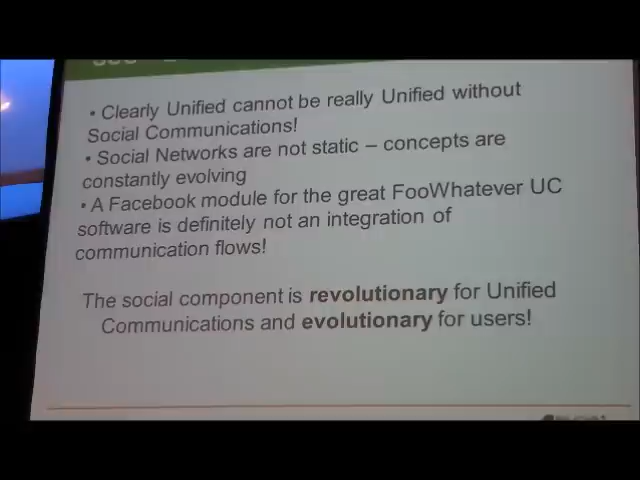 • Clearly Unified cannot be really Unified without
Social Communications!
• Social Networks are not static – concepts are
constantly evolving
• A Facebook module for the great FooWhatever UC
software is definitely not an integration of
communication flows!
The social component is revolutionary for Unified
Communications and evolutionary for users!